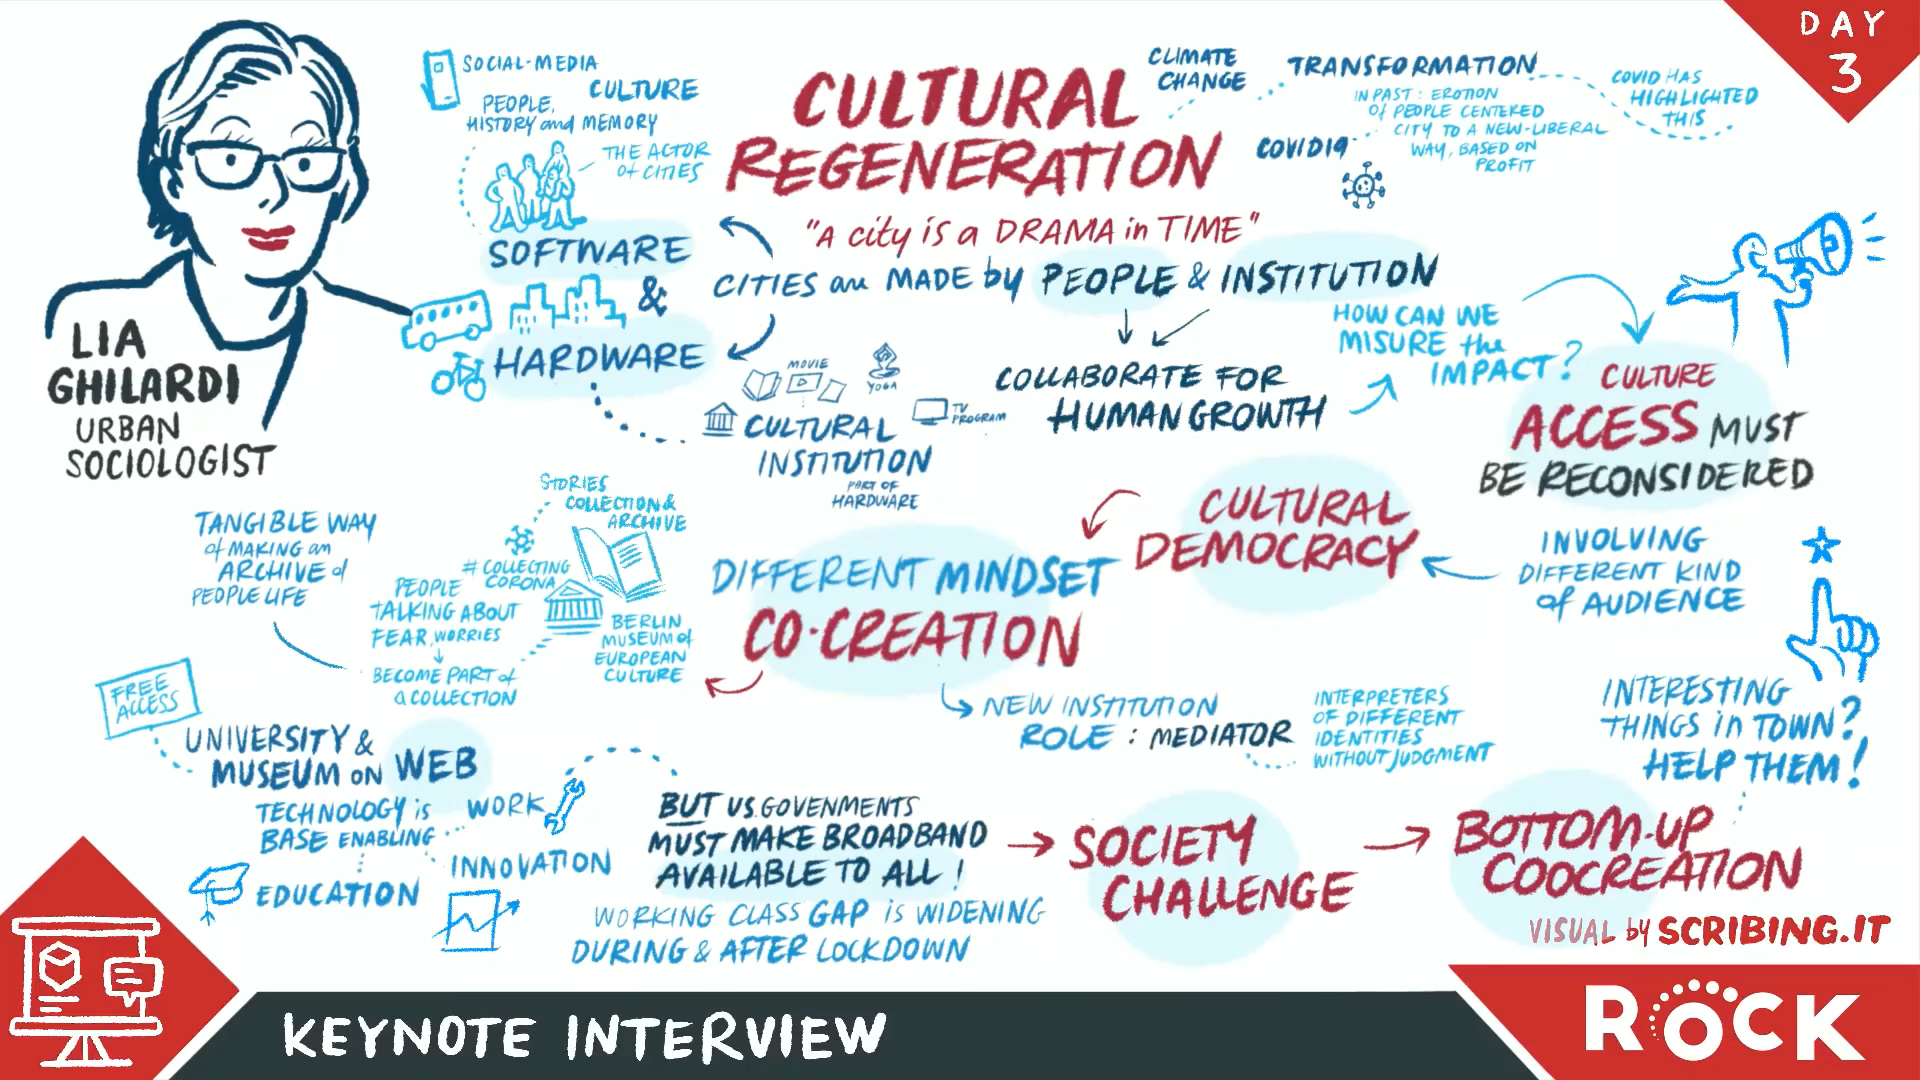 DAY
3
LIA
GHILARDI
URBAN
SOCIOLOGIST
SOCIAL-MEDIA
CULTURE
PEOPLE,
HISTORY and MEMORY
THE ACTOR
of CITIES
SOFTWARE
&
HARDWARE
CULTURAL
REGENERATION
"A city is a DRAMA in TIME"
CITIES are MADE by PEOPLE & INSTITUTION
CLIMATE
CHANGE
TRANSFORMATION
COVID19
IN PAST: EROTION
OF PEOPLE CENTERED
CITY TO A NEW-LIBERAL
WAY, BASED ON
PROFIT
COVID HAS
HIGHLIGHTED
THIS
MOVIE
YOGA
TV
PROGRAM
CULTURAL
INSTITUTION
PART OF
HARDWARE
COLLABORATE FOR
HUMAN GROWTH
HOW CAN WE
MISURE the
IMPACT?
CULTURE
ACCESS MUST
BE RECONSIDERED
INVOLVING
DIFFERENT KIND
of AUDIENCE
CULTURAL
DEMOCRACY
DIFFERENT MINDSET
CO-CREATION
STORIES
COLLECTION &
ARCHIVE
# COLLECTING
CORONA
BERLIN
MUSEUM of
EUROPEAN
CULTURE
PEOPLE
TALKING ABOUT
FEAR, WORRIES
BECOME PART of
a COLLECTION
TANGIBLE WAY
of MAKING an
ARCHIVE of
PEOPLE LIFE
FREE
ACCESS
UNIVERSITY &
MUSEUM ON WEB
TECHNOLOGY is
BASE ENABLING
WORK
INNOVATION
EDUCATION
NEW INSTITUTION
ROLE: MEDIATOR
INTERPRETERS
OF DIFFERENT
IDENTITIES
WITHOUT JUDGMENT
INTERESTING
THINGS in TOWN?
HELP THEM!
BUT US GOVENMENTS
MUST MAKE BROADBAND
AVAILABLE TO ALL!
WORKING CLASS GAP is WIDENING
DURING & AFTER LOCKDOWN
SOCIETY
CHALLENGE
BOTTOM-UP
COOCREATION
VISUAL by SCRIBING.IT
KEYNOTE INTERVIEW
ROCK